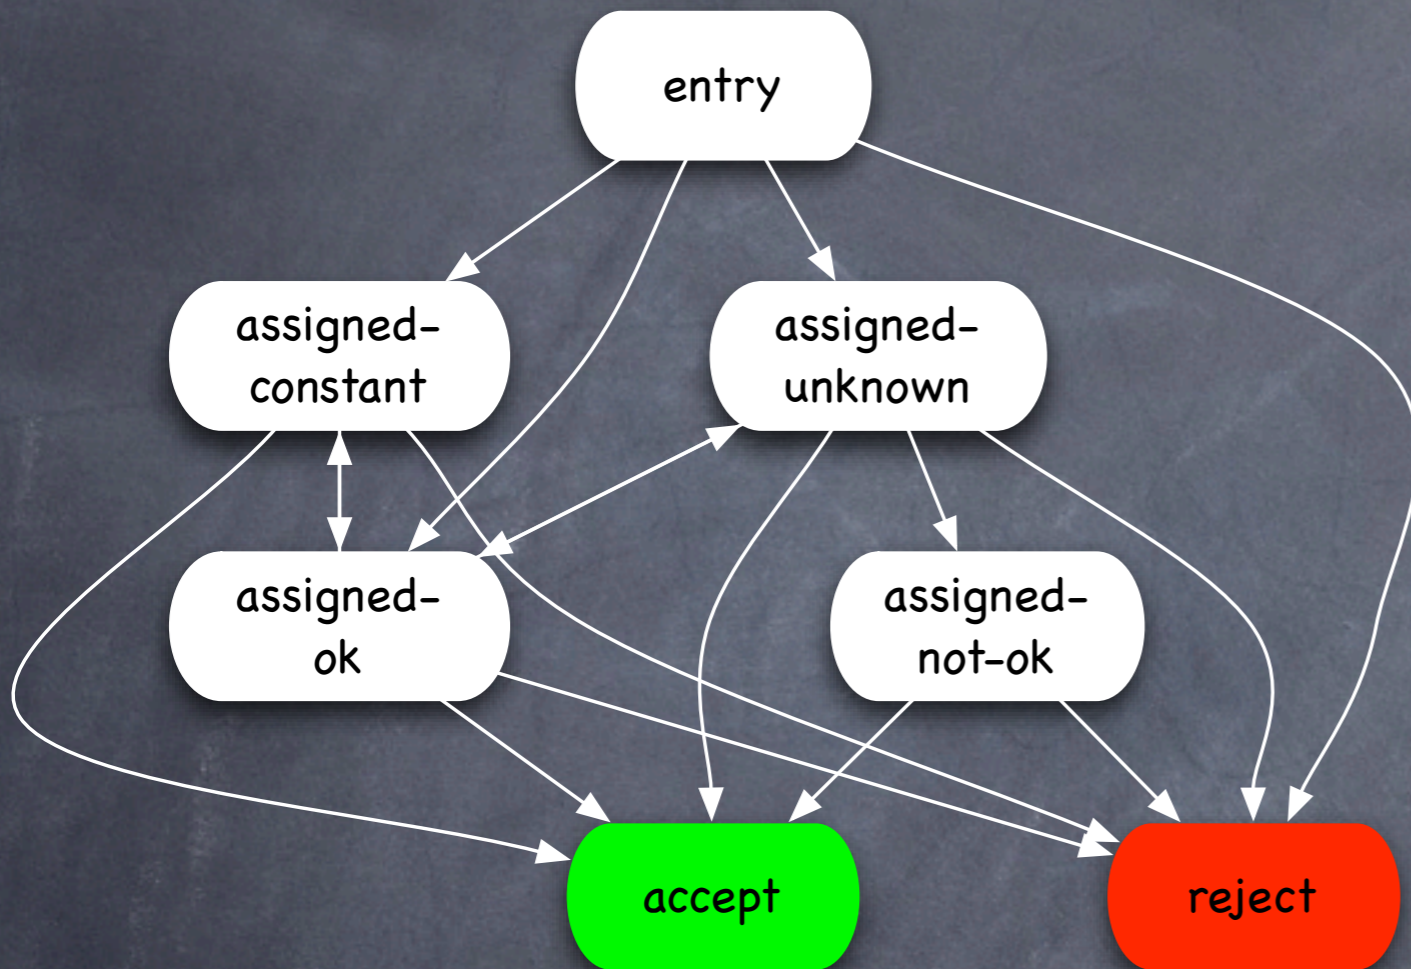 entry
assigned-
constant
assigned-
unknown
assigned-
ok
assigned-
not-ok
accept
reject